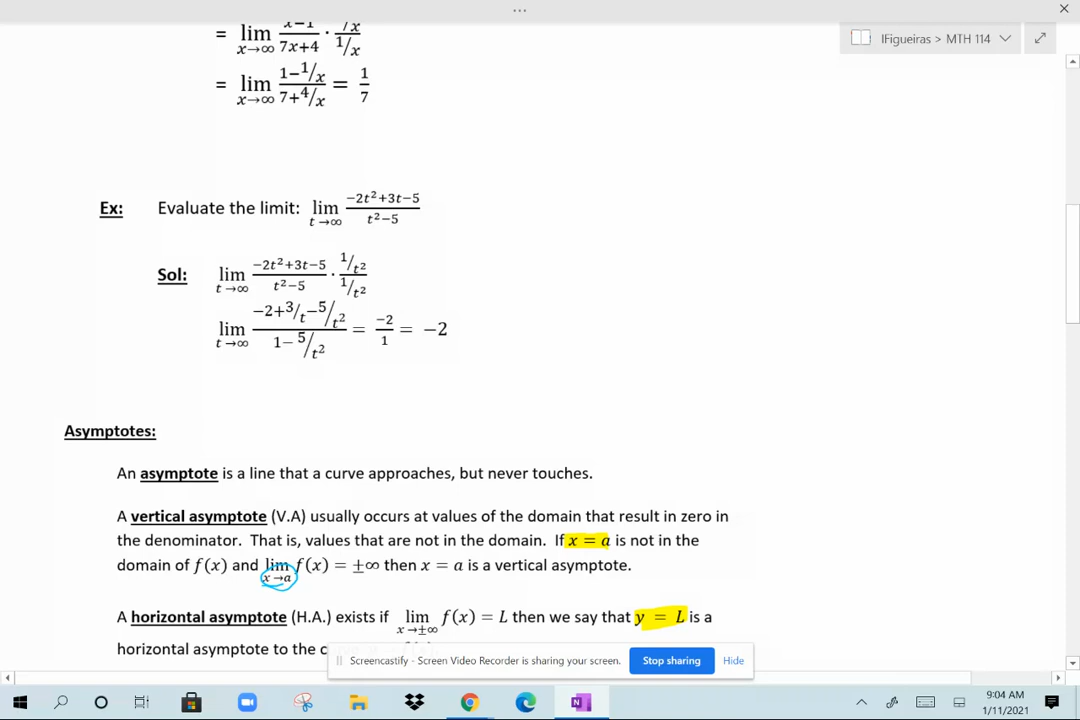 IFigueiras > MTH 114
= lim x→∞ x−1/7x+4 · 1/x/1/x
= lim x→∞ 1−1/x / 7+4/x = 1/7
Ex: Evaluate the limit: lim t→∞ −2t²+3t−5 / t²−5
Sol: lim t→∞ −2t²+3t−5 / t²−5 · 1/t² / 1/t²
lim t→∞ −2+3/t−5/t² / 1−5/t² = −2/1 = −2
Asymptotes:
An asymptote is a line that a curve approaches, but never touches.
A vertical asymptote (V.A) usually occurs at values of the domain that result in zero in
the denominator. That is, values that are not in the domain. If x = a is not in the
domain of f(x) and lim x→a f(x) = ±∞ then x = a is a vertical asymptote.
A horizontal asymptote (H.A.) exists if lim x→±∞ f(x) = L then we say that y = L is a
horizontal asymptote to the
Screencastify - Screen Video Recorder is sharing your screen. Stop sharing Hide
9:04 AM
1/11/2021